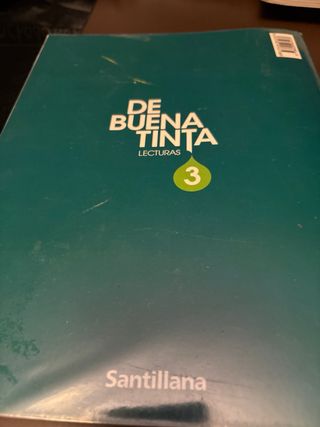 DE
BUENA
TINTA
LECTURAS
3
Santillana